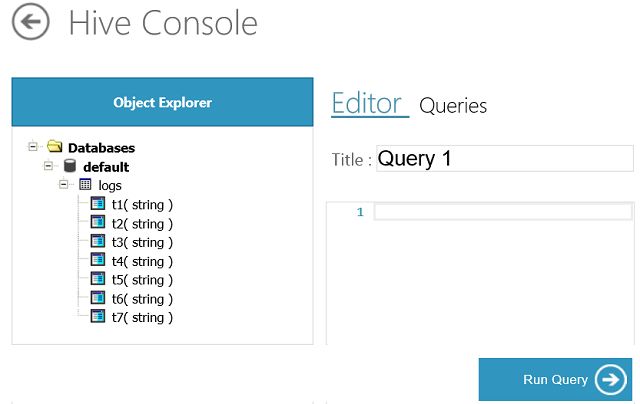 Hive Console
Object Explorer
Databases
default
logs
t1( string )
t2( string )
t3( string )
t4( string )
t5( string )
t6( string )
t7( string )
Editor Queries
Title : Query 1
1
Run Query